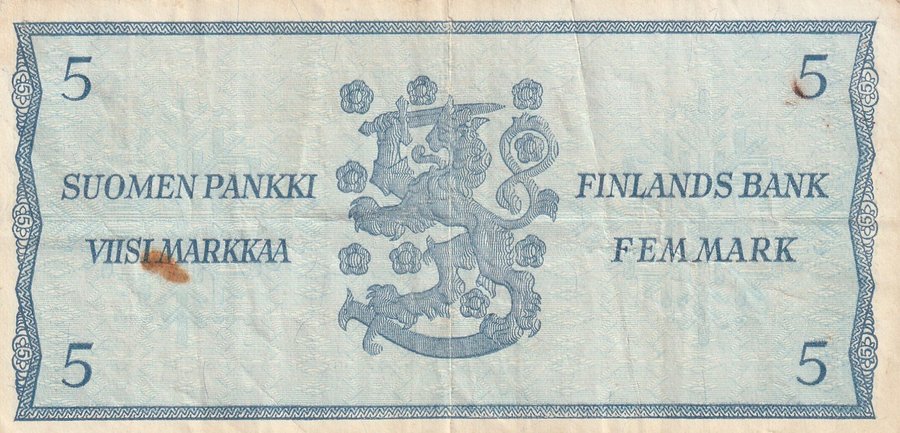 5
5
SUOMEN PANKKI
FINLANDS BANK
VIISI MARKKAA
FEM MARK
5
5